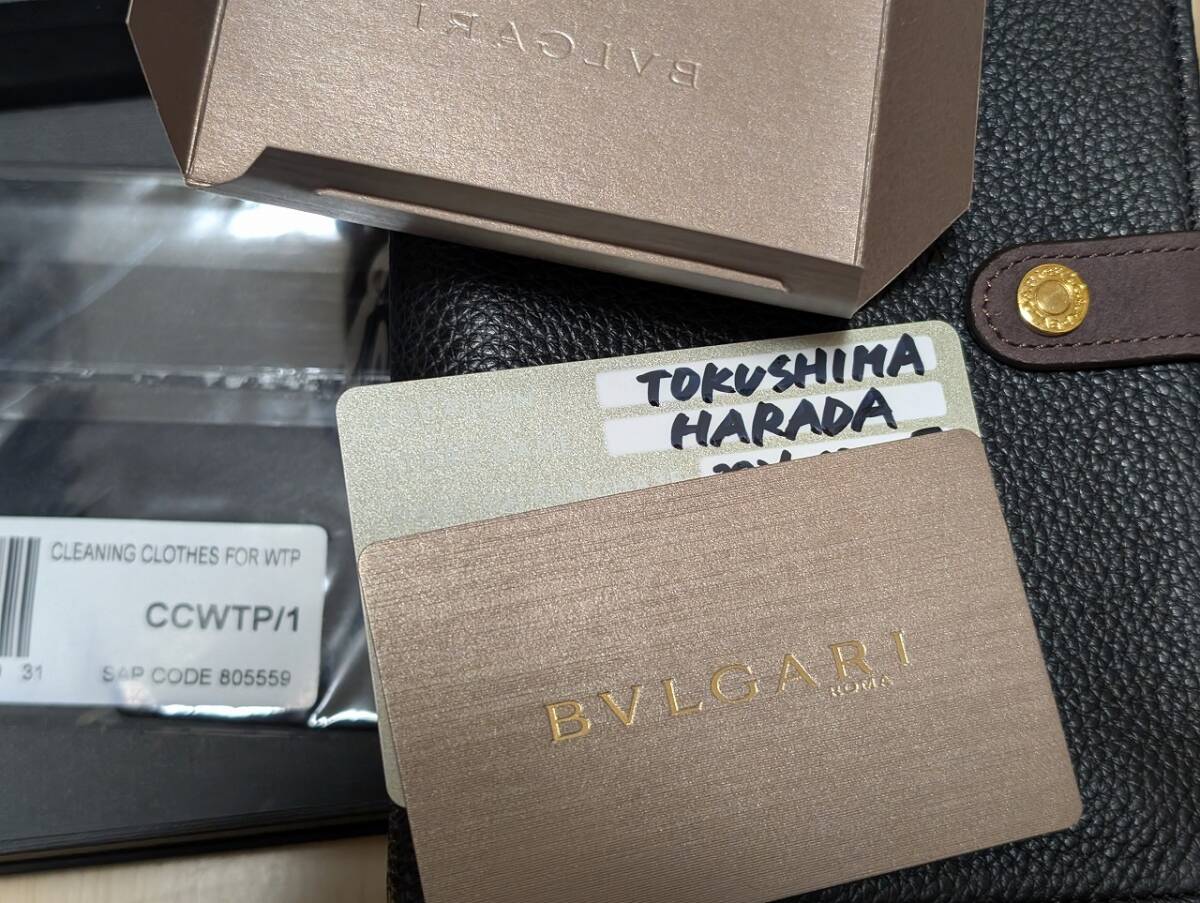 BVLGARI
TOKUSHIMA
HARADA
CLEANING CLOTHES FOR WTP
CCWTP/1
31
SAP CODE 805559
BVLGARI
ROMA